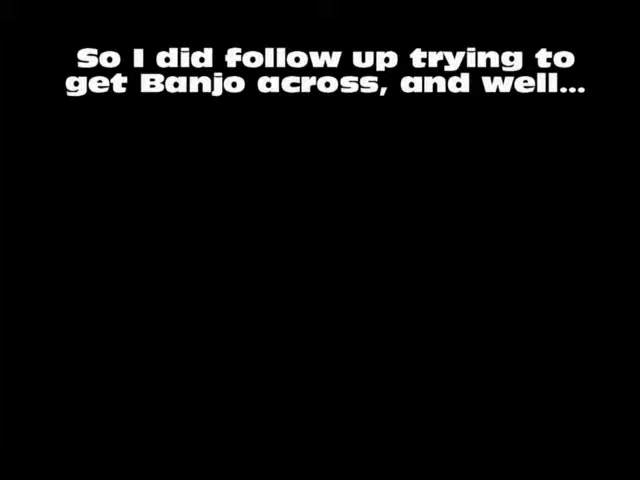 So I did follow up trying to
get Banjo across, and well...